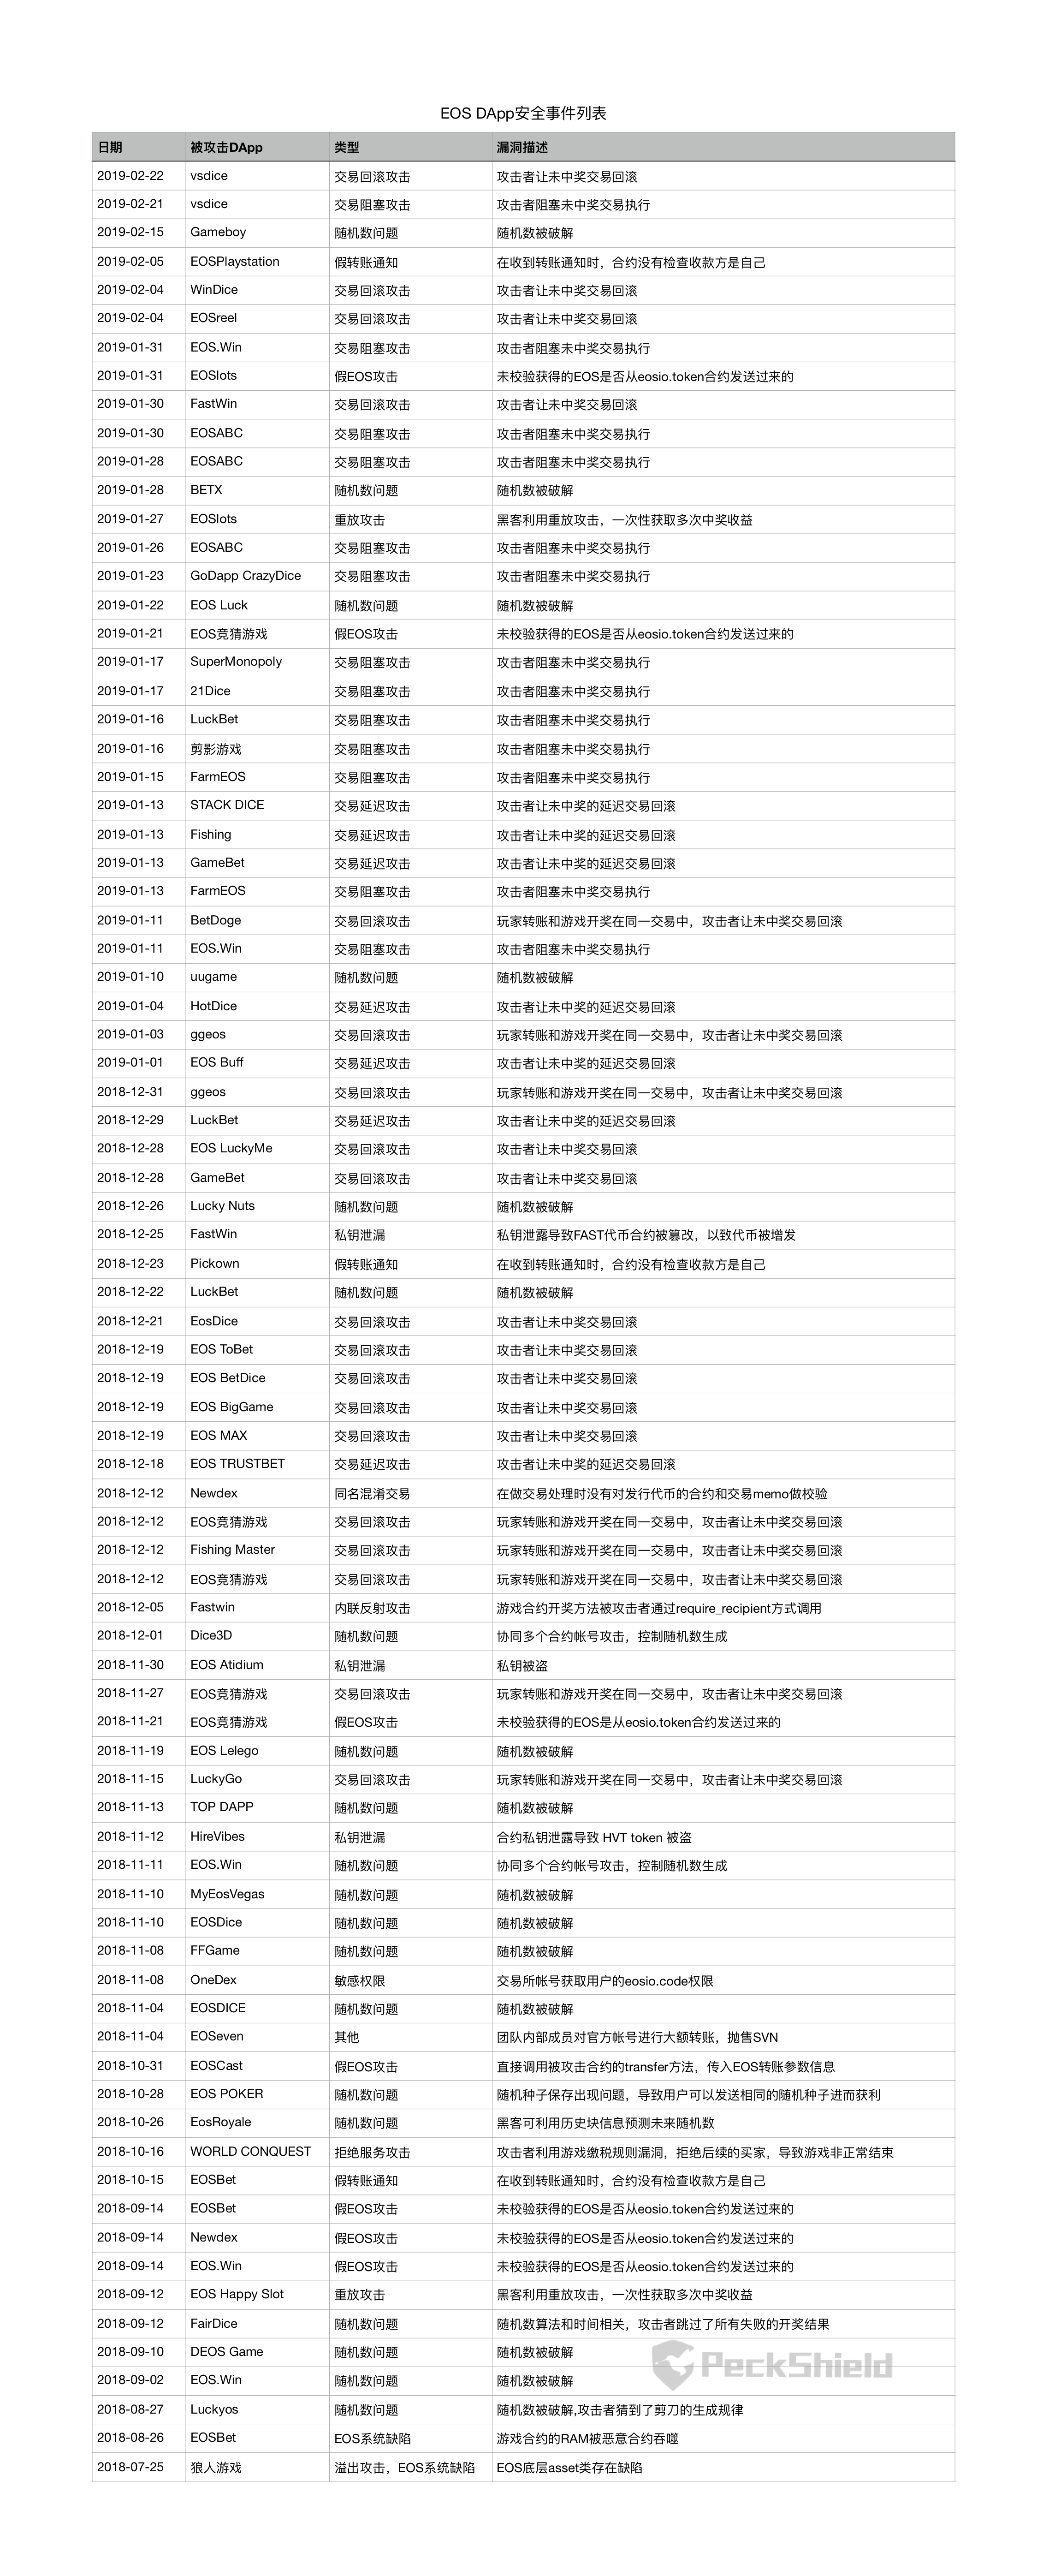 EOS DApp安全事件列表
日期 被攻击DApp 类型 漏洞描述
2019-02-22 vsdice 交易回滚攻击 攻击者让未中奖交易回滚
2019-02-21 vsdice 交易阻塞攻击 攻击者阻塞未中奖交易执行
2019-02-15 Gameboy 随机数问题 随机数被破解
2019-02-05 EOSPlaystation 假转账通知 在收到转账通知时，合约没有检查收款方是自己
2019-02-04 WinDice 交易回滚攻击 攻击者让未中奖交易回滚
2019-02-04 EOSreel 交易回滚攻击 攻击者让未中奖交易回滚
2019-01-31 EOS.Win 交易阻塞攻击 攻击者阻塞未中奖交易执行
2019-01-31 EOSlots 假EOS攻击 未校验获得的EOS是否从eosio.token合约发送过来的
2019-01-30 FastWin 交易回滚攻击 攻击者让未中奖交易回滚
2019-01-30 EOSABC 交易阻塞攻击 攻击者阻塞未中奖交易执行
2019-01-28 EOSABC 交易阻塞攻击 攻击者阻塞未中奖交易执行
2019-01-28 BETX 随机数问题 随机数被破解
2019-01-27 EOSlots 重放攻击 黑客利用重放攻击，一次性获取多次中奖收益
2019-01-26 EOSABC 交易阻塞攻击 攻击者阻塞未中奖交易执行
2019-01-23 GoDapp CrazyDice 交易阻塞攻击 攻击者阻塞未中奖交易执行
2019-01-22 EOS Luck 随机数问题 随机数被破解
2019-01-21 EOS竞猜游戏 假EOS攻击 未校验获得的EOS是否从eosio.token合约发送过来的
2019-01-17 SuperMonopoly 交易阻塞攻击 攻击者阻塞未中奖交易执行
2019-01-17 21Dice 交易阻塞攻击 攻击者阻塞未中奖交易执行
2019-01-16 LuckBet 交易阻塞攻击 攻击者阻塞未中奖交易执行
2019-01-16 剪影游戏 交易阻塞攻击 攻击者阻塞未中奖交易执行
2019-01-15 FarmEOS 交易阻塞攻击 攻击者阻塞未中奖交易执行
2019-01-13 STACK DICE 交易延迟攻击 攻击者让未中奖的延迟交易回滚
2019-01-13 Fishing 交易延迟攻击 攻击者让未中奖的延迟交易回滚
2019-01-13 GameBet 交易延迟攻击 攻击者让未中奖的延迟交易回滚
2019-01-13 FarmEOS 交易阻塞攻击 攻击者阻塞未中奖交易执行
2019-01-11 BetDoge 交易回滚攻击 玩家转账和游戏开奖在同一交易中，攻击者让未中奖交易回滚
2019-01-11 EOS.Win 交易阻塞攻击 攻击者阻塞未中奖交易执行
2019-01-10 uugame 随机数问题 随机数被破解
2019-01-04 HotDice 交易延迟攻击 攻击者让未中奖的延迟交易回滚
2019-01-03 ggeos 交易回滚攻击 玩家转账和游戏开奖在同一交易中，攻击者让未中奖交易回滚
2019-01-01 EOS Buff 交易延迟攻击 攻击者让未中奖的延迟交易回滚
2018-12-31 ggeos 交易回滚攻击 玩家转账和游戏开奖在同一交易中，攻击者让未中奖交易回滚
2018-12-29 LuckBet 交易延迟攻击 攻击者让未中奖的延迟交易回滚
2018-12-28 EOS LuckyMe 交易回滚攻击 攻击者让未中奖交易回滚
2018-12-28 GameBet 交易回滚攻击 攻击者让未中奖交易回滚
2018-12-26 Lucky Nuts 随机数问题 随机数被破解
2018-12-25 FastWin 私钥泄漏 私钥泄露导致FAST代币合约被篡改，以致代币被增发
2018-12-23 Pickown 假转账通知 在收到转账通知时，合约没有检查收款方是自己
2018-12-22 LuckBet 随机数问题 随机数被破解
2018-12-21 EosDice 交易回滚攻击 攻击者让未中奖交易回滚
2018-12-19 EOS ToBet 交易回滚攻击 攻击者让未中奖交易回滚
2018-12-19 EOS BetDice 交易回滚攻击 攻击者让未中奖交易回滚
2018-12-19 EOS BigGame 交易回滚攻击 攻击者让未中奖交易回滚
2018-12-19 EOS MAX 交易回滚攻击 攻击者让未中奖交易回滚
2018-12-18 EOS TRUSTBET 交易延迟攻击 攻击者让未中奖的延迟交易回滚
2018-12-12 Newdex 同名混淆交易 在做交易处理时没有对发行代币的合约和交易memo做校验
2018-12-12 EOS竞猜游戏 交易回滚攻击 玩家转账和游戏开奖在同一交易中，攻击者让未中奖交易回滚
2018-12-12 Fishing Master 交易回滚攻击 玩家转账和游戏开奖在同一交易中，攻击者让未中奖交易回滚
2018-12-12 EOS竞猜游戏 交易回滚攻击 玩家转账和游戏开奖在同一交易中，攻击者让未中奖交易回滚
2018-12-05 Fastwin 内联反射攻击 游戏合约开奖方法被攻击者通过require_recipient方式调用
2018-12-01 Dice3D 随机数问题 协同多个合约帐号攻击，控制随机数生成
2018-11-30 EOS Atidium 私钥泄漏 私钥被盗
2018-11-27 EOS竞猜游戏 交易回滚攻击 玩家转账和游戏开奖在同一交易中，攻击者让未中奖交易回滚
2018-11-21 EOS竞猜游戏 假EOS攻击 未校验获得的EOS是从eosio.token合约发送过来的
2018-11-19 EOS Lelego 随机数问题 随机数被破解
2018-11-15 LuckyGo 交易回滚攻击 玩家转账和游戏开奖在同一交易中，攻击者让未中奖交易回滚
2018-11-13 TOP DAPP 随机数问题 随机数被破解
2018-11-12 HireVibes 私钥泄漏 合约私钥泄露导致 HVT token 被盗
2018-11-11 EOS.Win 随机数问题 协同多个合约帐号攻击，控制随机数生成
2018-11-10 MyEosVegas 随机数问题 随机数被破解
2018-11-10 EOSDice 随机数问题 随机数被破解
2018-11-08 FFGame 随机数问题 随机数被破解
2018-11-08 OneDex 敏感权限 交易所帐号获取用户的eosio.code权限
2018-11-04 EOSDICE 随机数问题 随机数被破解
2018-11-04 EOSeven 其他 团队内部成员对官方帐号进行大额转账，抛售SVN
2018-10-31 EOSCast 假EOS攻击 直接调用被攻击合约的transfer方法，传入EOS转账参数信息
2018-10-28 EOS POKER 随机数问题 随机种子保存出现问题，导致用户可以发送相同的随机种子进而获利
2018-10-26 EosRoyale 随机数问题 黑客可利用历史块信息预测未来随机数
2018-10-16 WORLD CONQUEST 拒绝服务攻击 攻击者利用游戏缴税规则漏洞，拒绝后续的买家，导致游戏非正常结束
2018-10-15 EOSBet 假转账通知 在收到转账通知时，合约没有检查收款方是自己
2018-09-14 EOSBet 假EOS攻击 未校验获得的EOS是否从eosio.token合约发送过来的
2018-09-14 Newdex 假EOS攻击 未校验获得的EOS是否从eosio.token合约发送过来的
2018-09-14 EOS.Win 假EOS攻击 未校验获得的EOS是否从eosio.token合约发送过来的
2018-09-12 EOS Happy Slot 重放攻击 黑客利用重放攻击，一次性获取多次中奖收益
2018-09-12 FairDice 随机数问题 随机数算法和时间相关，攻击者跳过了所有失败的开奖结果
2018-09-10 DEOS Game 随机数问题 随机数被破解
PeckShield
2018-09-02 EOS.Win 随机数问题 随机数被破解
2018-08-27 Luckyos 随机数问题 随机数被破解,攻击者猜到了剪刀的生成规律
2018-08-26 EOSBet EOS系统缺陷 游戏合约的RAM被恶意合约吞噬
2018-07-25 狼人游戏 溢出攻击，EOS系统缺陷 EOS底层asset类存在缺陷